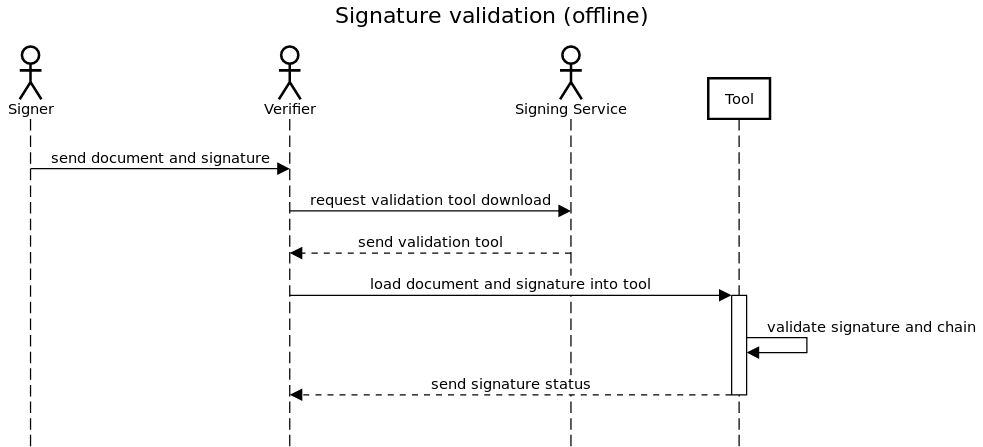 Signature validation (offline)
Signer
Verifier
Signing Service
Tool
send document and signature
request validation tool download
send validation tool
load document and signature into tool
validate signature and chain
send signature status